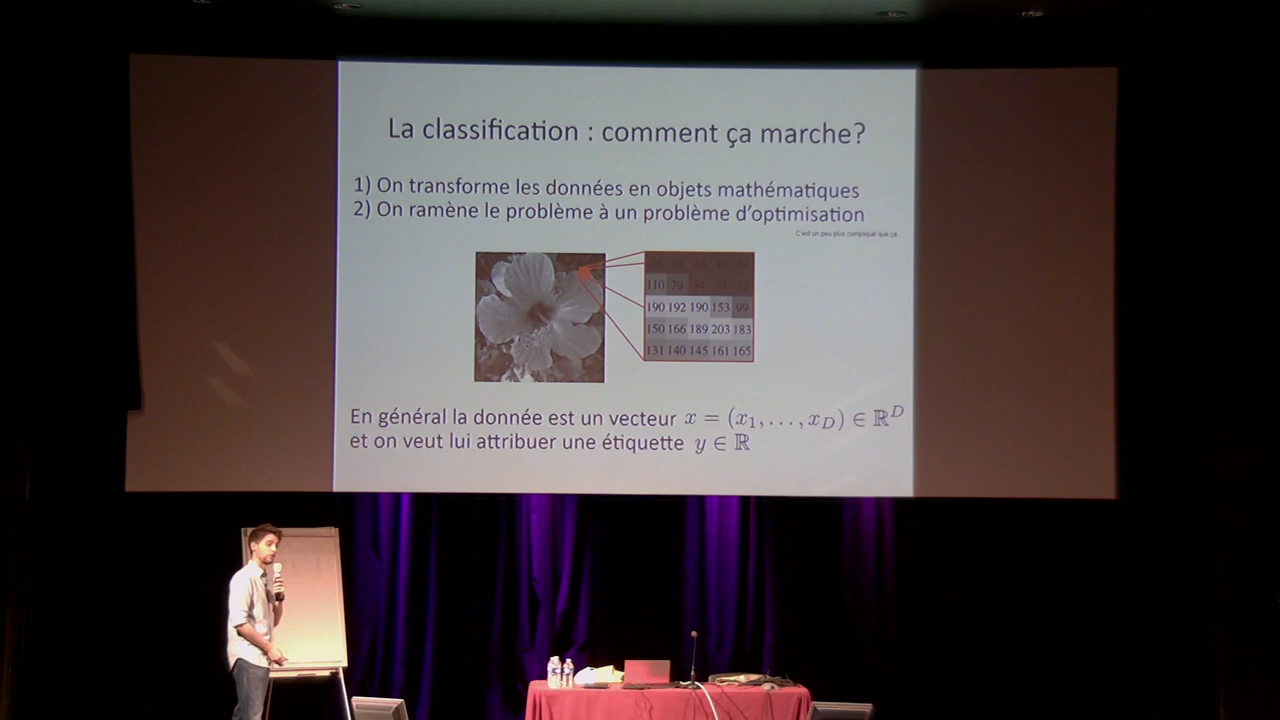 La classification : comment ça marche?
1) On transforme les données en objets mathématiques
2) On ramène le problème à un problème d'optimisation
C'est un peu plus compliqué que ça.
110 79
190 192 190 153 99
150 166 189 203 183
131 140 145 161 165
En général la donnée est un vecteur x = (x₁, . . . , x_D) ∈ ℝᴰ
et on veut lui attribuer une étiquette y ∈ ℝ